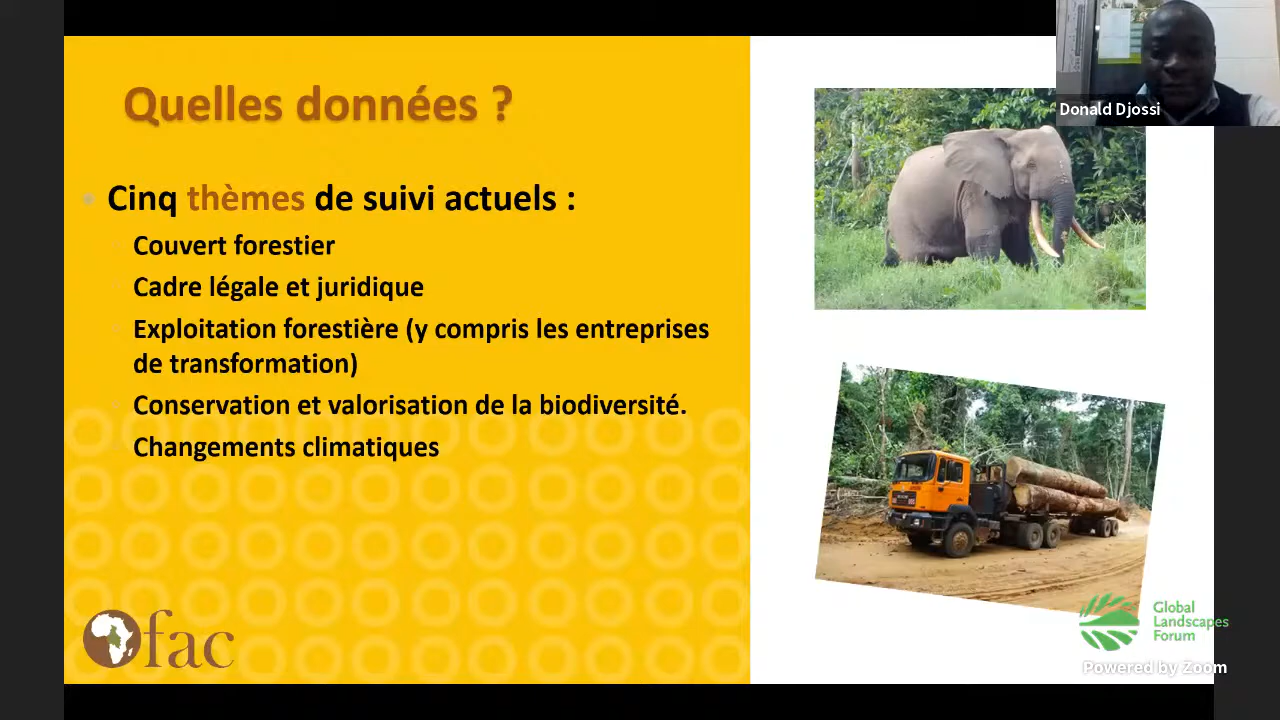 Quelles données ?
Donald Djossi
Cinq thèmes de suivi actuels :
Couvert forestier
Cadre légale et juridique
Exploitation forestière (y compris les entreprises
de transformation)
Conservation et valorisation de la biodiversité.
Changements climatiques
ofac
Global
Landscapes
Forum
Powered by Zoom